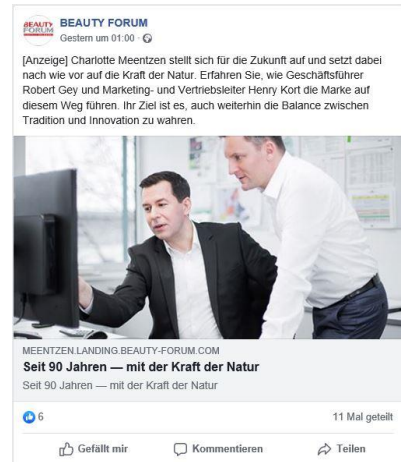 BEAUTY FORUM
BEAUTY FORUM
Gestern um 01:00 ·
[Anzeige] Charlotte Meentzen stellt sich für die Zukunft auf und setzt dabei
nach wie vor auf die Kraft der Natur. Erfahren Sie, wie Geschäftsführer
Robert Gey und Marketing- und Vertriebsleiter Henry Kort die Marke auf
diesem Weg führen. Ihr Ziel ist es, auch weiterhin die Balance zwischen
Tradition und Innovation zu wahren.
MEENTZEN.LANDING.BEAUTY-FORUM.COM
Seit 90 Jahren — mit der Kraft der Natur
Seit 90 Jahren — mit der Kraft der Natur
6
11 Mal geteilt
Gefällt mir
Kommentieren
Teilen